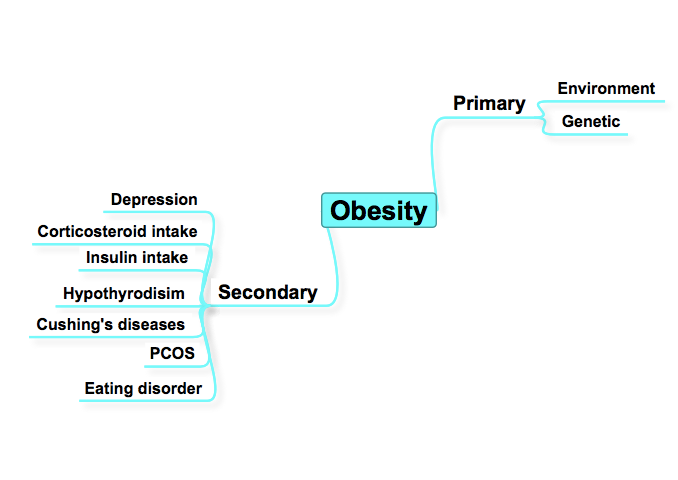 Obesity
Primary
Environment
Genetic
Secondary
Depression
Corticosteroid intake
Insulin intake
Hypothyrodisim
Cushing's diseases
PCOS
Eating disorder